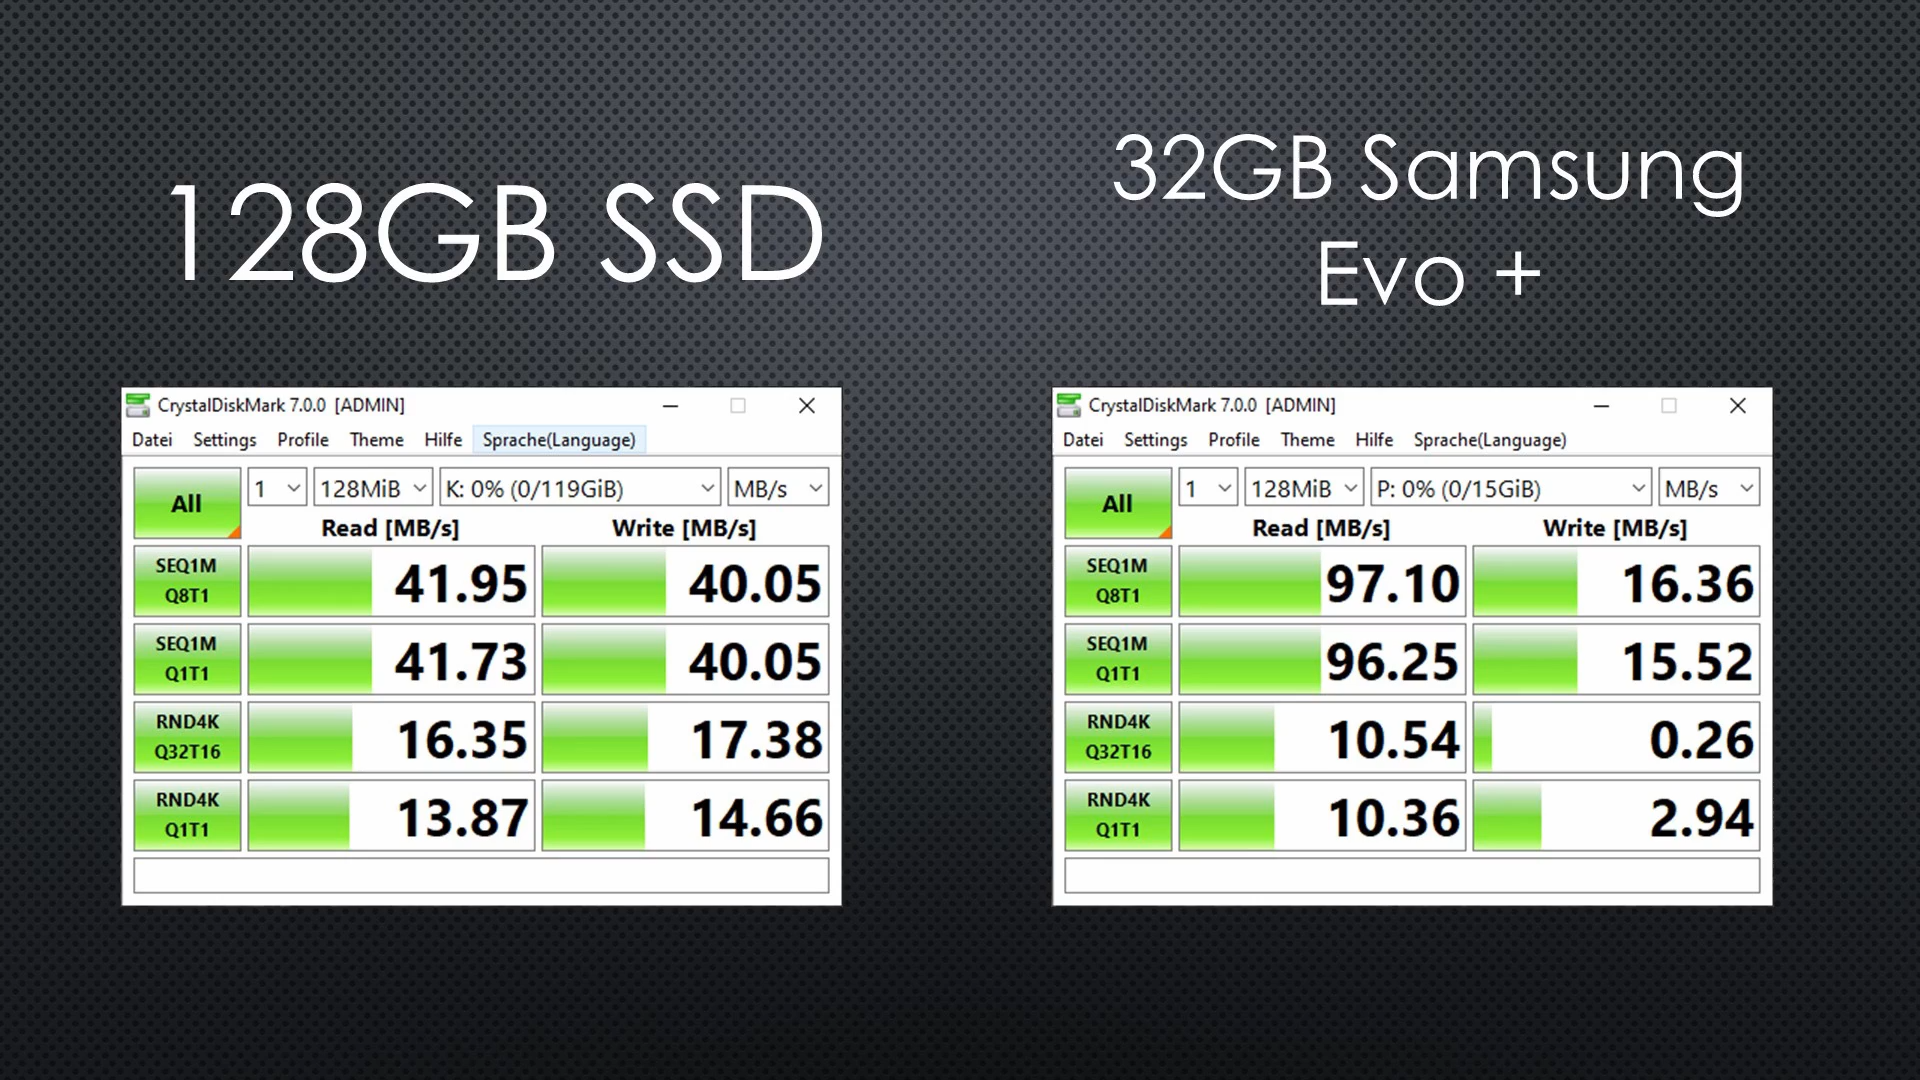 128GB SSD
32GB Samsung
Evo +
CrystalDiskMark 7.0.0 [ADMIN]
Datei Settings Profile Theme Hilfe Sprache(Language)
All 1 128MiB K: 0% (0/119GiB) MB/s
Read [MB/s] Write [MB/s]
SEQ1M
Q8T1 41.95 40.05
SEQ1M
Q1T1 41.73 40.05
RND4K
Q32T16 16.35 17.38
RND4K
Q1T1 13.87 14.66
CrystalDiskMark 7.0.0 [ADMIN]
Datei Settings Profile Theme Hilfe Sprache(Language)
All 1 128MiB P: 0% (0/15GiB) MB/s
Read [MB/s] Write [MB/s]
SEQ1M
Q8T1 97.10 16.36
SEQ1M
Q1T1 96.25 15.52
RND4K
Q32T16 10.54 0.26
RND4K
Q1T1 10.36 2.94